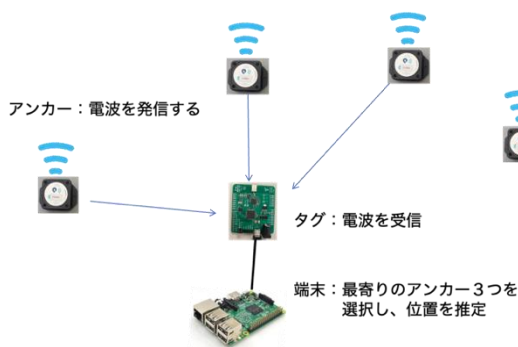 アンカー：電波を発信する
タグ：電波を受信
端末：最寄りのアンカー３つを
選択し、位置を推定